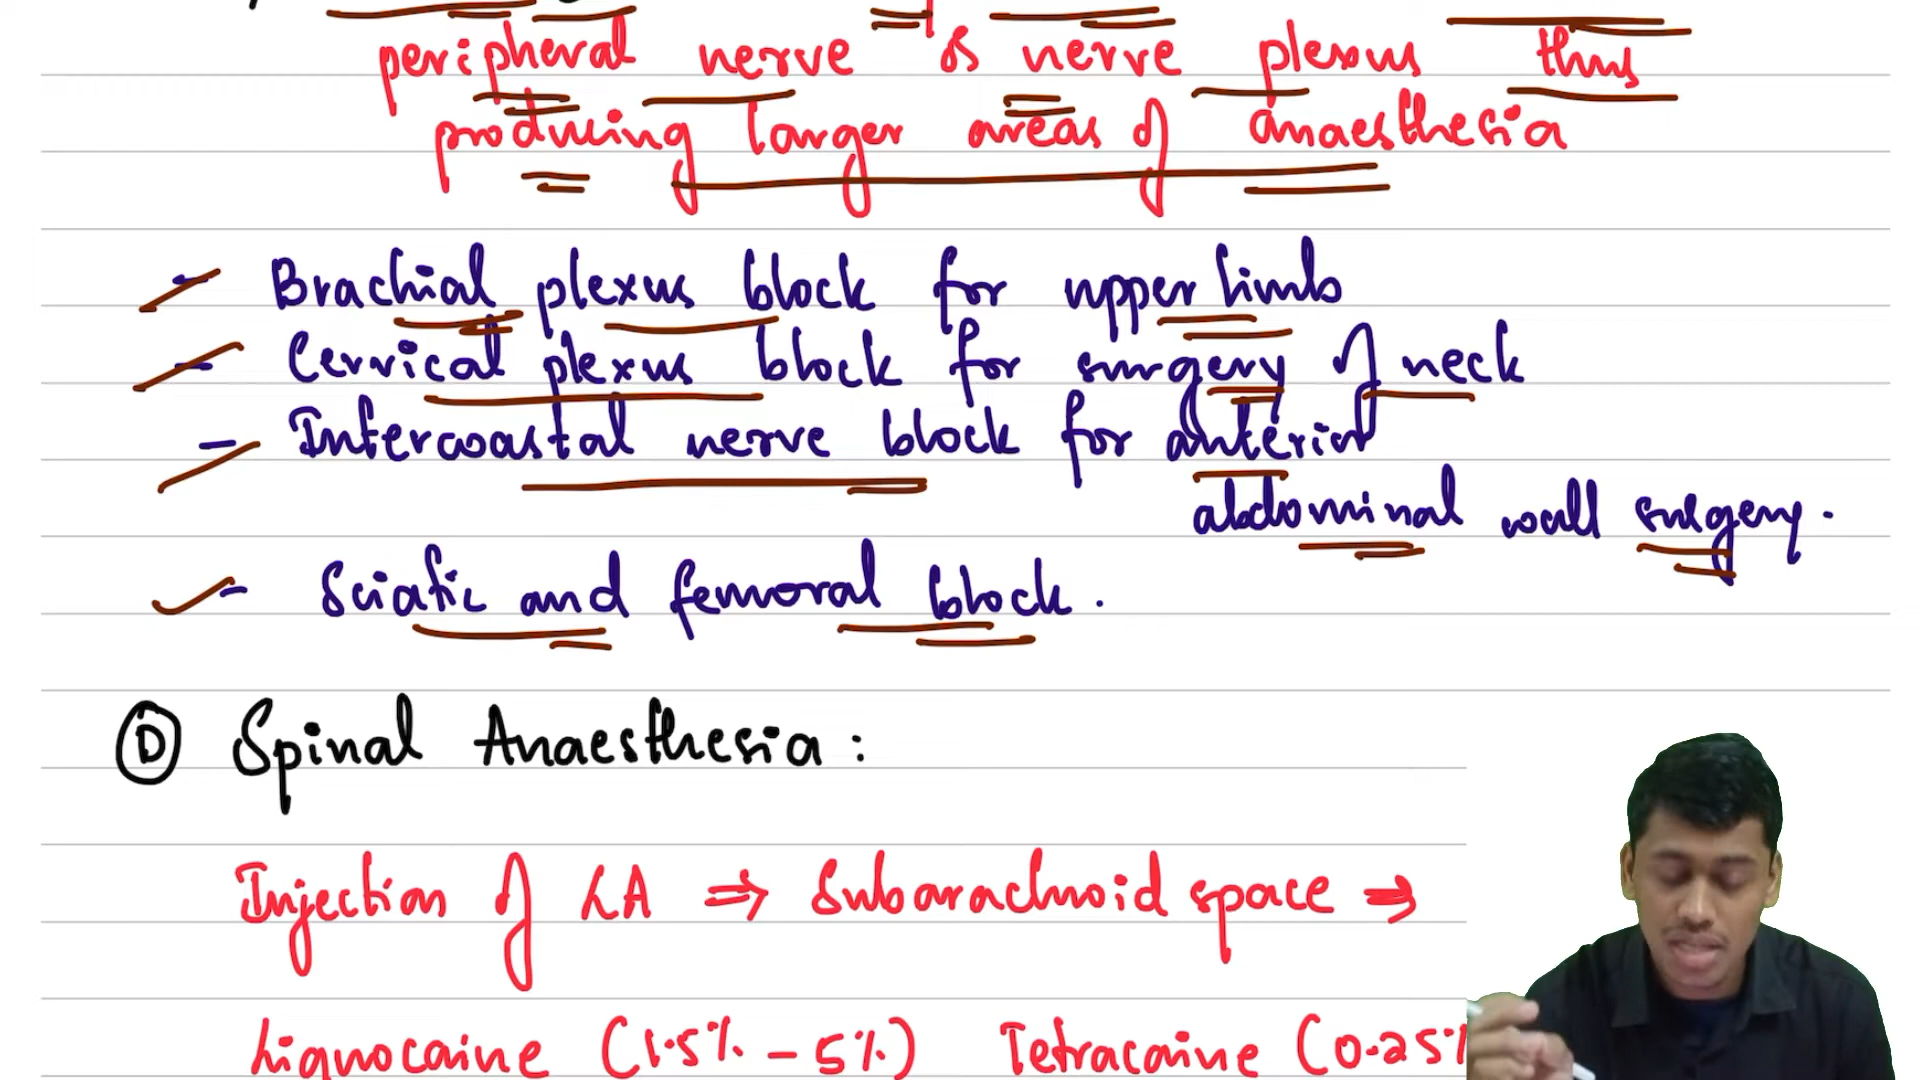 peripheral nerve & nerve plexus thus
producing larger areas of anaesthesia
- Brachial plexus block for upper limb
- Cervical plexus block for surgery of neck
- Intercoastal nerve block for anterior
abdominal wall surgery.
- Sciatic and femoral block.
Ⓓ Spinal Anaesthesia :
Injection of LA ⇒ Subarachnoid space ⇒
Lignocaine (1.5% - 5%) Tetracaine (0.25%